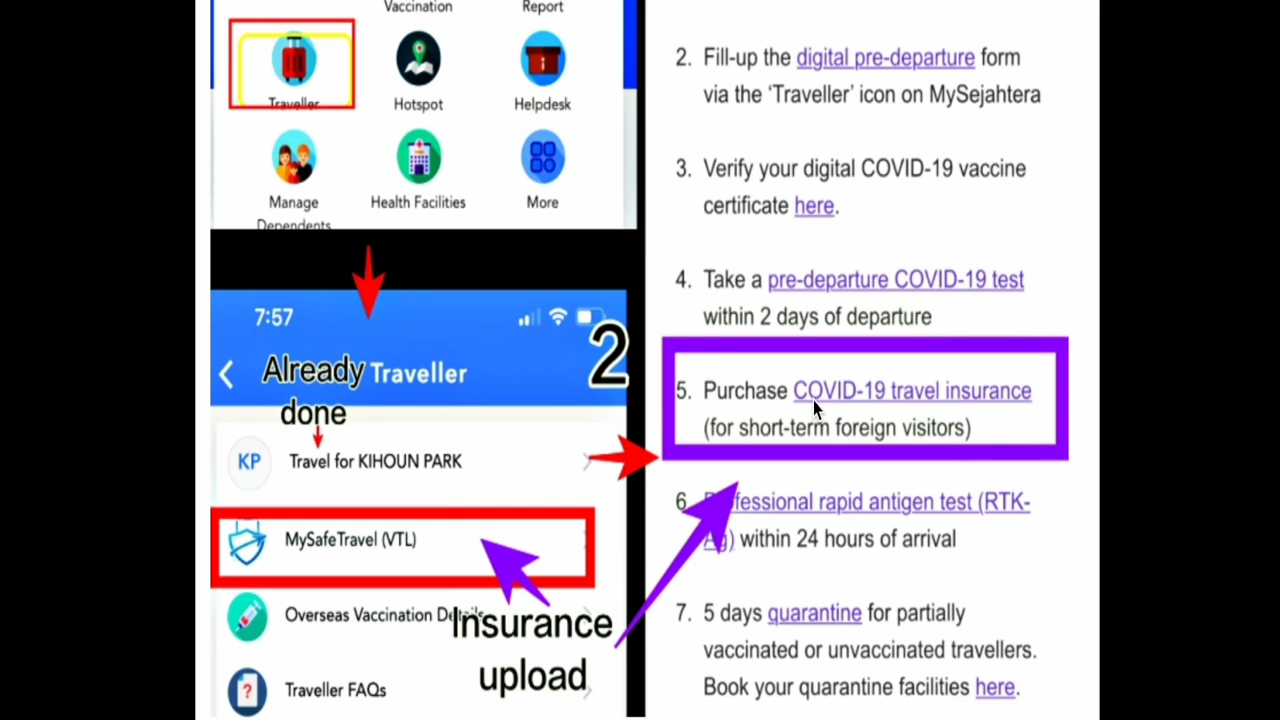 Vaccination
Report
Traveller
Hotspot
Helpdesk
Manage
Dependents
Health Facilities
More
7:57
2
Already
done
Traveller
KP
Travel for KIHOUN PARK
MySafeTravel (VTL)
Overseas Vaccination Details
Insurance
upload
Traveller FAQs
2. Fill-up the digital pre-departure form
via the ‘Traveller’ icon on MySejahtera
3. Verify your digital COVID-19 vaccine
certificate here.
4. Take a pre-departure COVID-19 test
within 2 days of departure
5. Purchase COVID-19 travel insurance
(for short-term foreign visitors)
6. Professional rapid antigen test (RTK-
Ag) within 24 hours of arrival
7. 5 days quarantine for partially
vaccinated or unvaccinated travellers.
Book your quarantine facilities here.